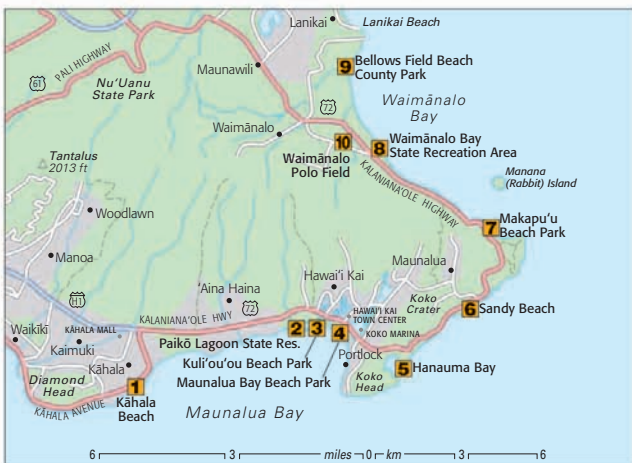 Lanikai
Lanikai Beach
9 Bellows Field Beach
County Park
PALI HIGHWAY
61
Maunawili
Nu'Uanu
State Park
72
Waimānalo
Bay
Waimānalo
10
8 Waimānalo Bay
State Recreation Area
Waimānalo
Polo Field
Tantalus
2013 ft
KALANIANA'OLE HIGHWAY
Manana
(Rabbit) Island
Woodlawn
7 Makapu'u
Beach Park
Manoa
'Aina Haina
Hawai'i Kai
Maunalua
H1
72
KALANIANA'OLE HWY
HAWAI'I KAI
TOWN CENTER
KOKO MARINA
Koko
Crater
6 Sandy Beach
Waikīkī
KĀHALA MALL
Kaimuki
2 3 4
Paikō Lagoon State Res.
Kuli'ou'ou Beach Park
Maunalua Bay Beach Park
Portlock
5 Hanauma Bay
Koko
Head
Kāhala
Diamond
Head
1
Kāhala
Beach
KĀHALA AVENUE
Maunalua Bay
6 3 miles 0 km 3 6